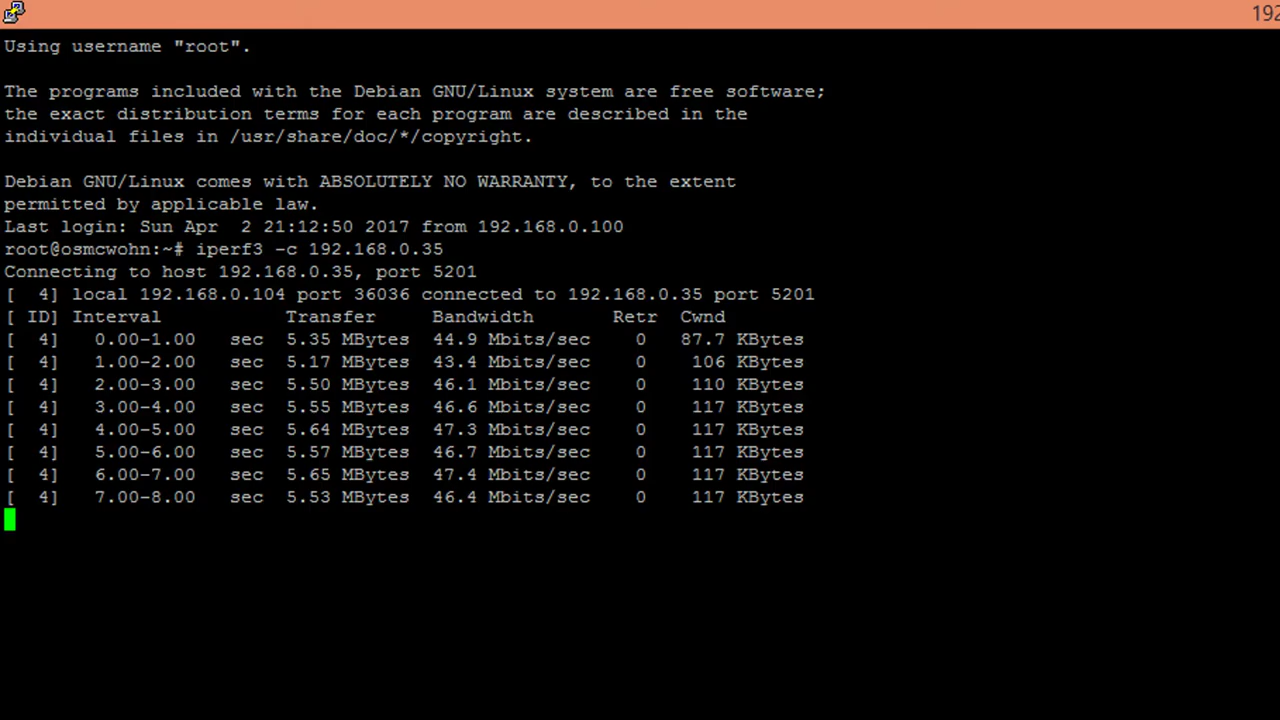 192
Using username "root".
The programs included with the Debian GNU/Linux system are free software;
the exact distribution terms for each program are described in the
individual files in /usr/share/doc/*/copyright.
Debian GNU/Linux comes with ABSOLUTELY NO WARRANTY, to the extent
permitted by applicable law.
Last login: Sun Apr  2 21:12:50 2017 from 192.168.0.100
root@osmcwohn:~# iperf3 -c 192.168.0.35
Connecting to host 192.168.0.35, port 5201
[  4] local 192.168.0.104 port 36036 connected to 192.168.0.35 port 5201
[ ID] Interval           Transfer     Bandwidth       Retr  Cwnd
[  4]   0.00-1.00   sec  5.35 MBytes  44.9 Mbits/sec    0   87.7 KBytes
[  4]   1.00-2.00   sec  5.17 MBytes  43.4 Mbits/sec    0    106 KBytes
[  4]   2.00-3.00   sec  5.50 MBytes  46.1 Mbits/sec    0    110 KBytes
[  4]   3.00-4.00   sec  5.55 MBytes  46.6 Mbits/sec    0    117 KBytes
[  4]   4.00-5.00   sec  5.64 MBytes  47.3 Mbits/sec    0    117 KBytes
[  4]   5.00-6.00   sec  5.57 MBytes  46.7 Mbits/sec    0    117 KBytes
[  4]   6.00-7.00   sec  5.65 MBytes  47.4 Mbits/sec    0    117 KBytes
[  4]   7.00-8.00   sec  5.53 MBytes  46.4 Mbits/sec    0    117 KBytes